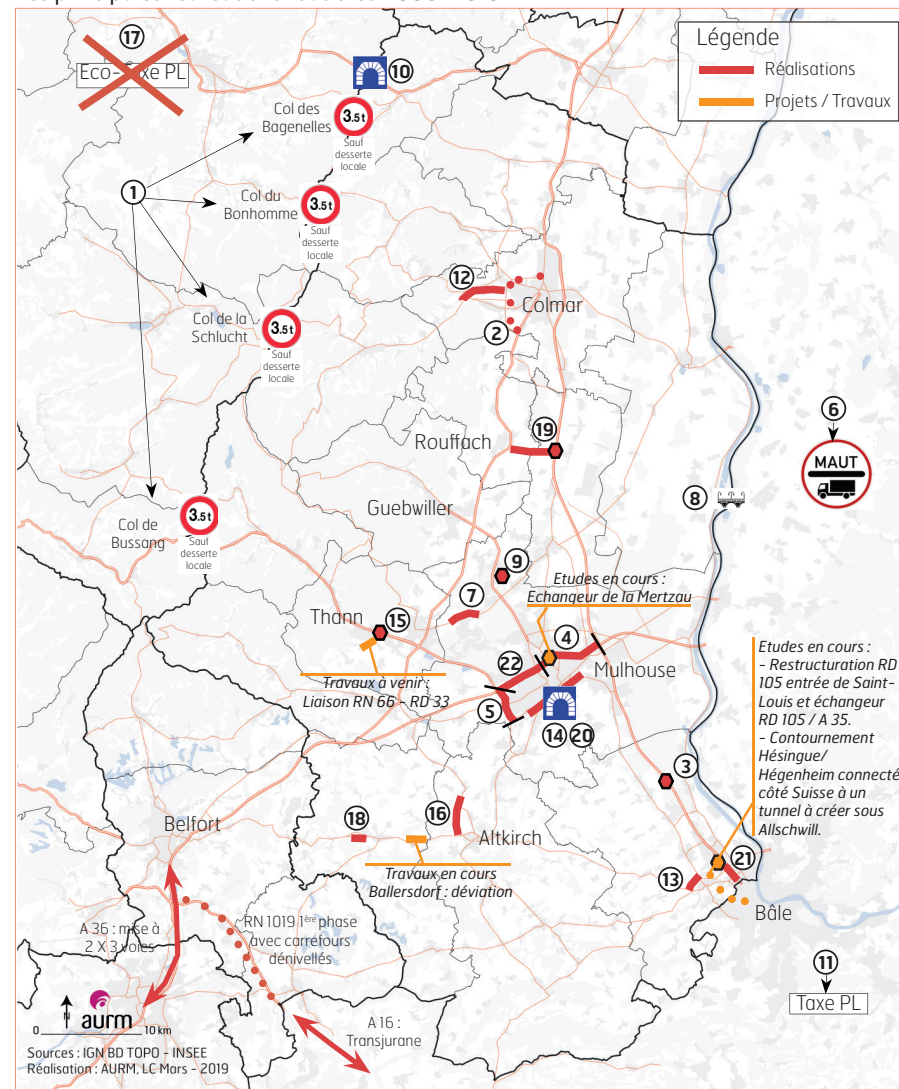 17
Eco-Taxe PL
10
Légende
Réalisations
Projets / Travaux
Col des
Bagenelles
3.5t
Sauf
desserte
locale
1
Col du
Bonhomme
3.5t
Sauf
desserte
locale
12
Colmar
Col de la
Schlucht
3.5t
Sauf
desserte
locale
2
6
MAUT
19
Rouffach
8
Guebwiller
Col de
Bussang
3.5t
Sauf
desserte
locale
9
Etudes en cours :
Echangeur de la Mertzau
7
Thann
15
4
22
Mulhouse
Travaux à venir :
Liaison RN 66 - RD 33
5
14
20
Etudes en cours :
- Restructuration RD
105 entrée de Saint-
Louis et échangeur
RD 105 / A 35.
- Contournement
Hésingue/
Hégenheim connecté
côté Suisse à un
tunnel à créer sous
Allschwill.
3
Belfort
18
16
Altkirch
Travaux en cours
Ballersdorf : déviation
21
13
Bâle
A 36 : mise à
2 X 3 voies
RN 1019 1ère phase
avec carrefours
dénivellés
11
Taxe PL
A 16 :
Transjurane
N
aurm
0 10 km
Sources : IGN BD TOPO - INSEE
Réalisation : AURM, LC Mars - 2019